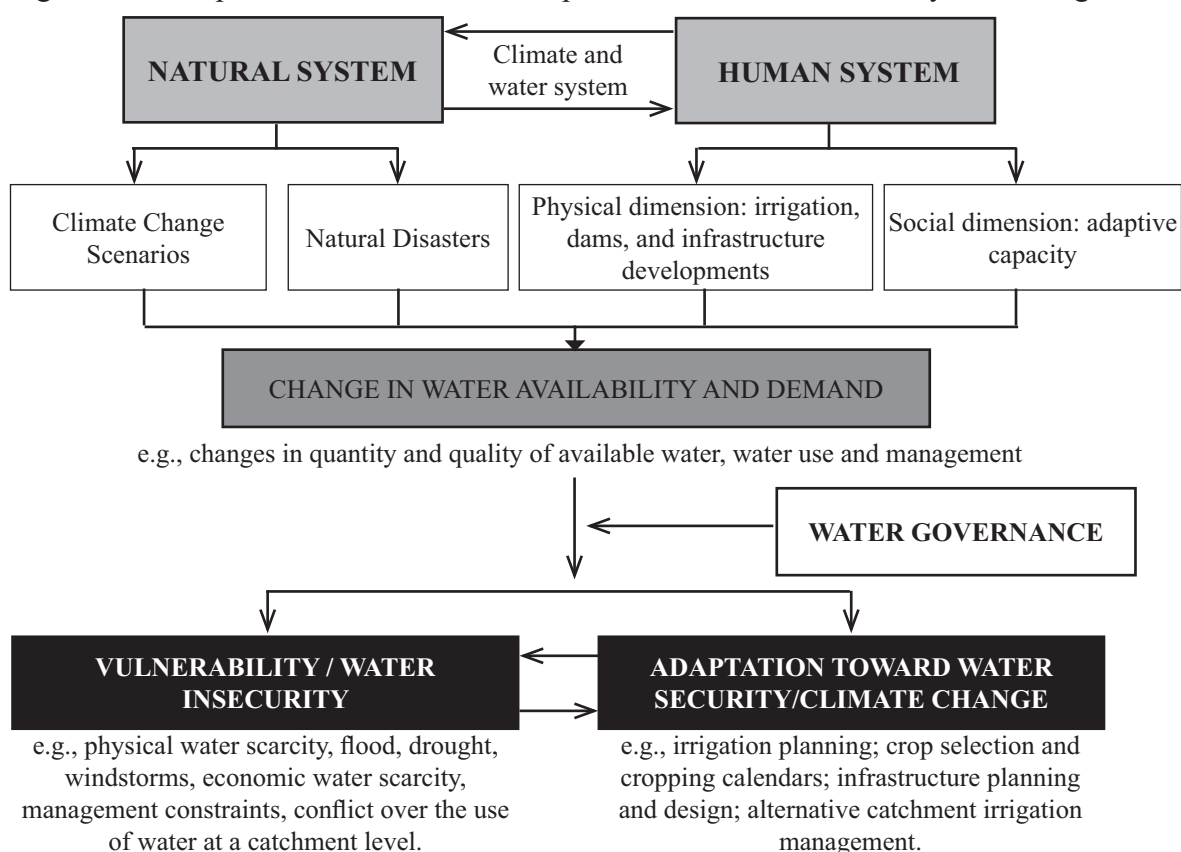 NATURAL SYSTEM
Climate and
water system
HUMAN SYSTEM
Climate Change
Scenarios
Natural Disasters
Physical dimension: irrigation,
dams, and infrastructure
developments
Social dimension: adaptive
capacity
CHANGE IN WATER AVAILABILITY AND DEMAND
e.g., changes in quantity and quality of available water, water use and management
WATER GOVERNANCE
VULNERABILITY / WATER
INSECURITY
ADAPTATION TOWARD WATER
SECURITY/CLIMATE CHANGE
e.g., physical water scarcity, flood, drought,
windstorms, economic water scarcity,
management constraints, conflict over the use
of water at a catchment level.
e.g., irrigation planning; crop selection and
cropping calendars; infrastructure planning
and design; alternative catchment irrigation
management.